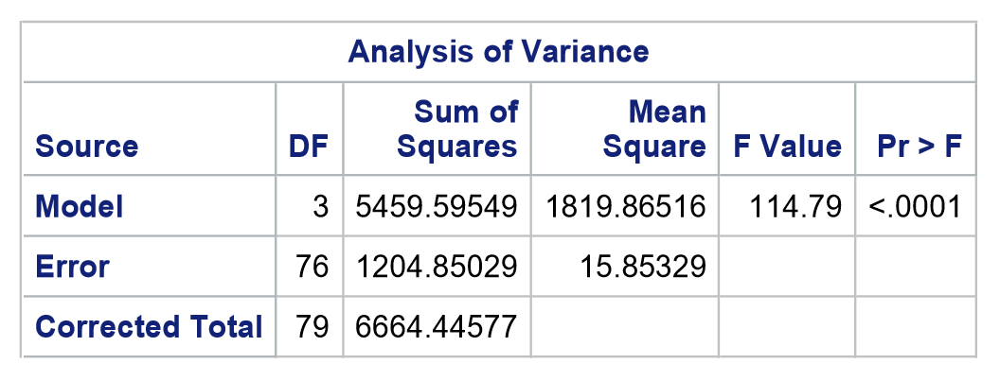 Analysis of Variance
Source DF Sum of Squares Mean Square F Value Pr > F
Model 3 5459.59549 1819.86516 114.79 <.0001
Error 76 1204.85029 15.85329
Corrected Total 79 6664.44577